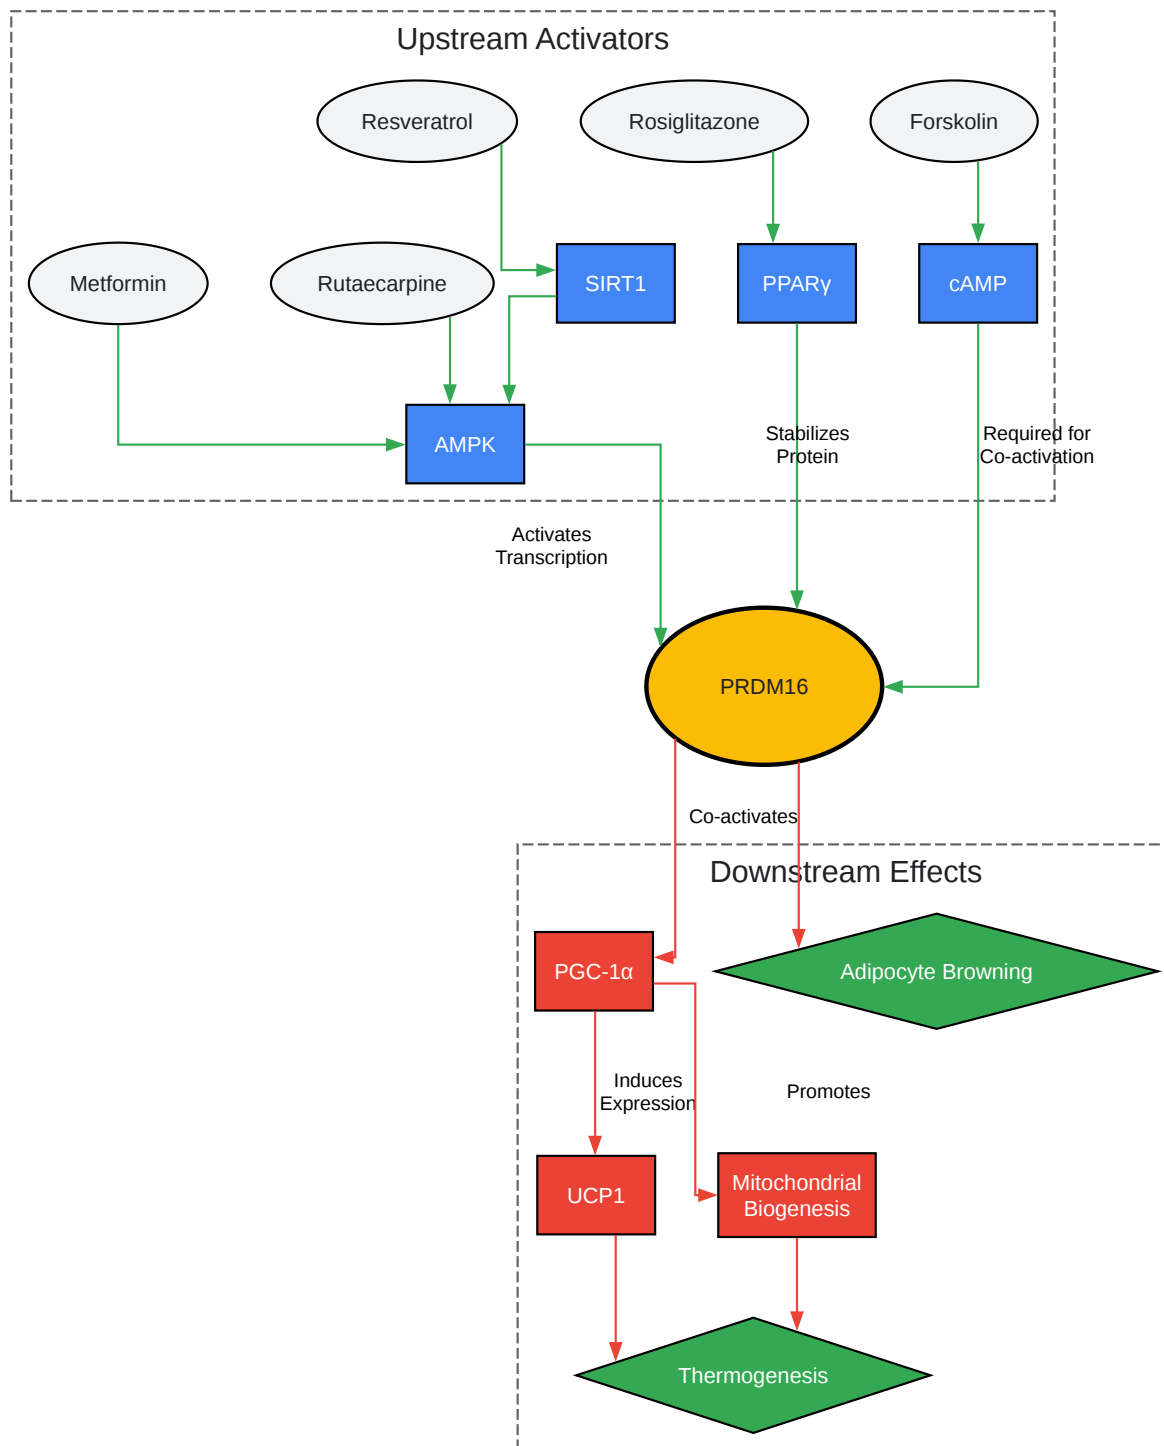 Upstream Activators
Resveratrol
Rosiglitazone
Forskolin
Metformin
Rutaecarpine
SIRT1
PPARγ
cAMP
AMPK
Stabilizes
Protein
Required for
Co-activation
Activates
Transcription
PRDM16
Co-activates
Downstream Effects
PGC-1α
Adipocyte Browning
Induces
Expression
Promotes
UCP1
Mitochondrial
Biogenesis
Thermogenesis